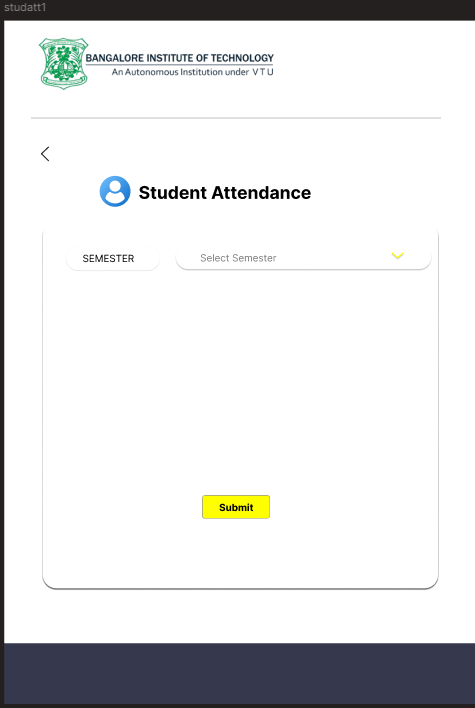 studatt1
BANGALORE INSTITUTE OF TECHNOLOGY
An Autonomous Institution under V T U
Student Attendance
SEMESTER
Select Semester
Submit